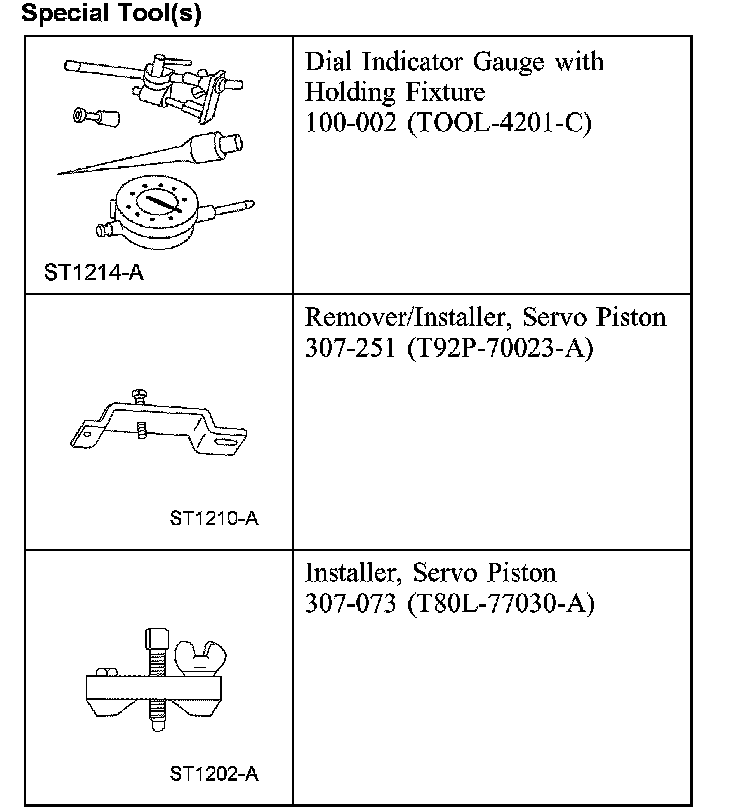 Special Tool(s)
Dial Indicator Gauge with
Holding Fixture
100-002 (TOOL-4201-C)
ST1214-A
Remover/Installer, Servo Piston
307-251 (T92P-70023-A)
ST1210-A
Installer, Servo Piston
307-073 (T80L-77030-A)
ST1202-A